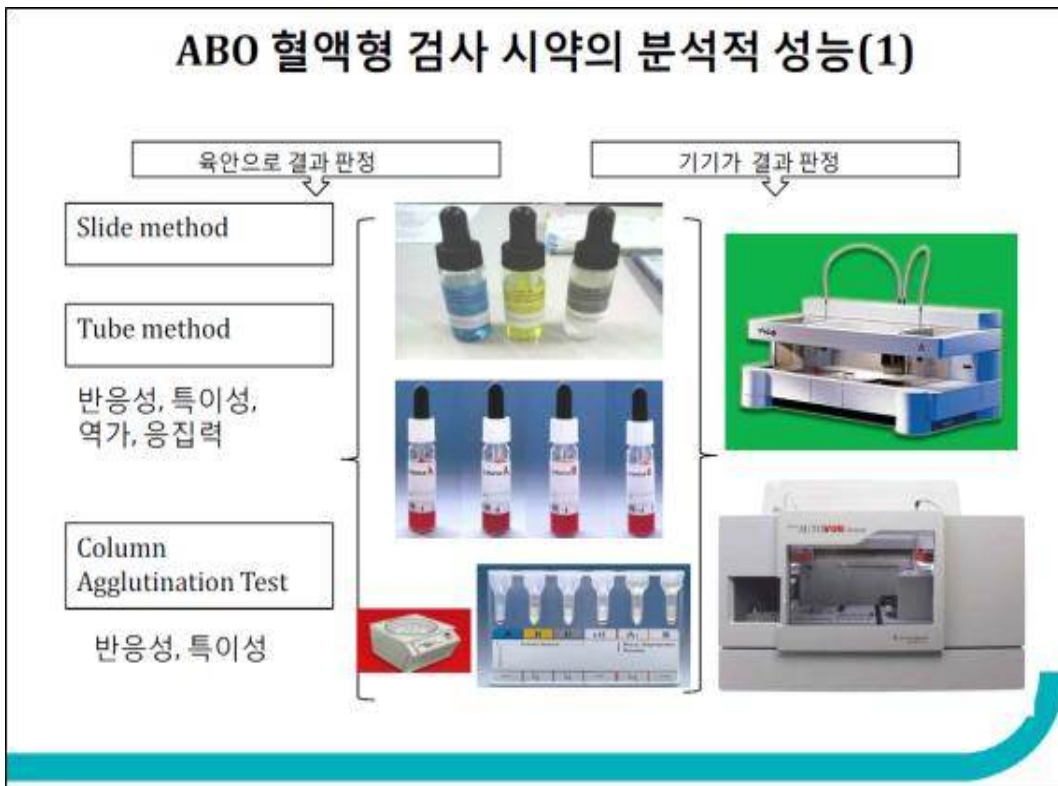 ABO 혈액형 검사 시약의 분석적 성능(1)
육안으로 결과 판정
기기가 결과 판정
Slide method
Tube method
반응성, 특이성,
역가, 응집력
Column
Agglutination Test
반응성, 특이성